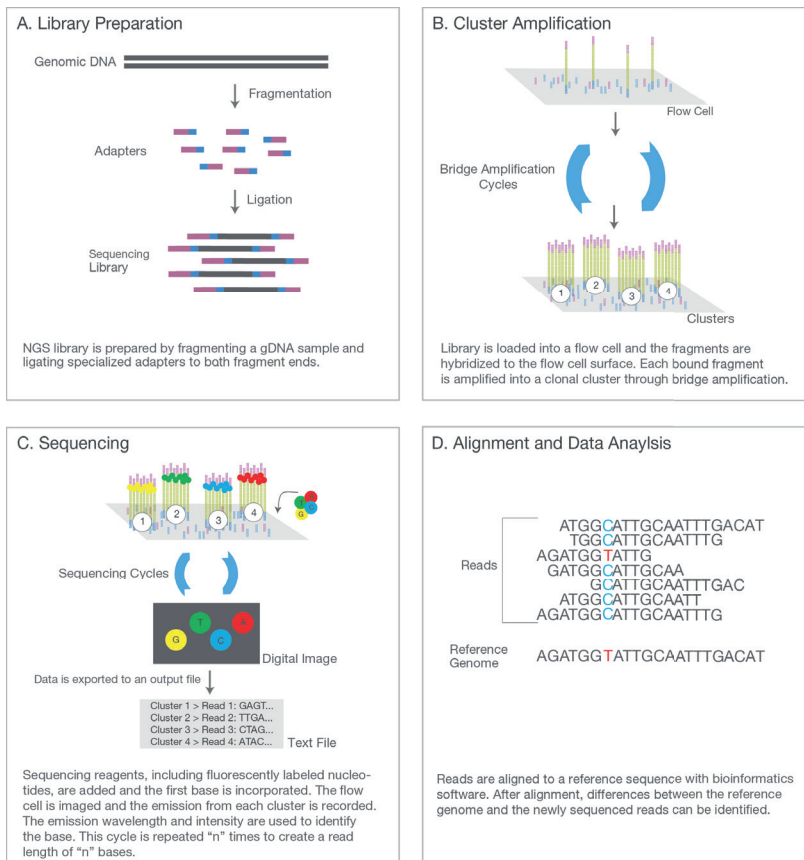 A. Library Preparation
Genomic DNA
Fragmentation
Adapters
Ligation
Sequencing
Library
NGS library is prepared by fragmenting a gDNA sample and
ligating specialized adapters to bath fragment ends.
B. Cluster Amplification
Flow Cell
Bridge Amplification
Cycles
1
2
3
4
Clusters
Library is loaded into a flow cell and the fragments are
hybridized to the flow cell surface. Each bound fragment
is amplified into a clonal cluster through bridge amplification.
C. Sequencing
1
2
3
4
A
T
C
G
Sequencing Cycles
T
A
G
C
Digital Image
Data is exported to an output file
Cluster 1 > Read 1: GAGT...
Cluster 2 > Read 2: TTGA...
Cluster 3 > Read 3: CTAG...
Cluster 4 > Read 4: ATAC...
Text File
Sequencing reagents, including fluorescently labeled nucleo-
tides, are added and the first base is incorporated. The flow
cell is imaged and the emission from each cluster is recorded.
The emission wavelength and intensity are used to identify
the base. This cycle is repeated “n” times to create a read
length of “n” bases.
D. Alignment and Data Anaylsis
Reads
ATGGCATTGCAATTTGACAT
TGGCATTGCAATTTG
AGATGGTATTG
GATGGCATTGCAA
GCATTGCAATTTGAC
ATGGCATTGCAATT
AGATGGCATTGCAATTTG
Reference
Genome
AGATGGTATTGCAATTTGACAT
Reads are aligned to a reference sequence with bioinformatics
software. After alignment, differences between the reference
genome and the newly sequenced reads can be identified.